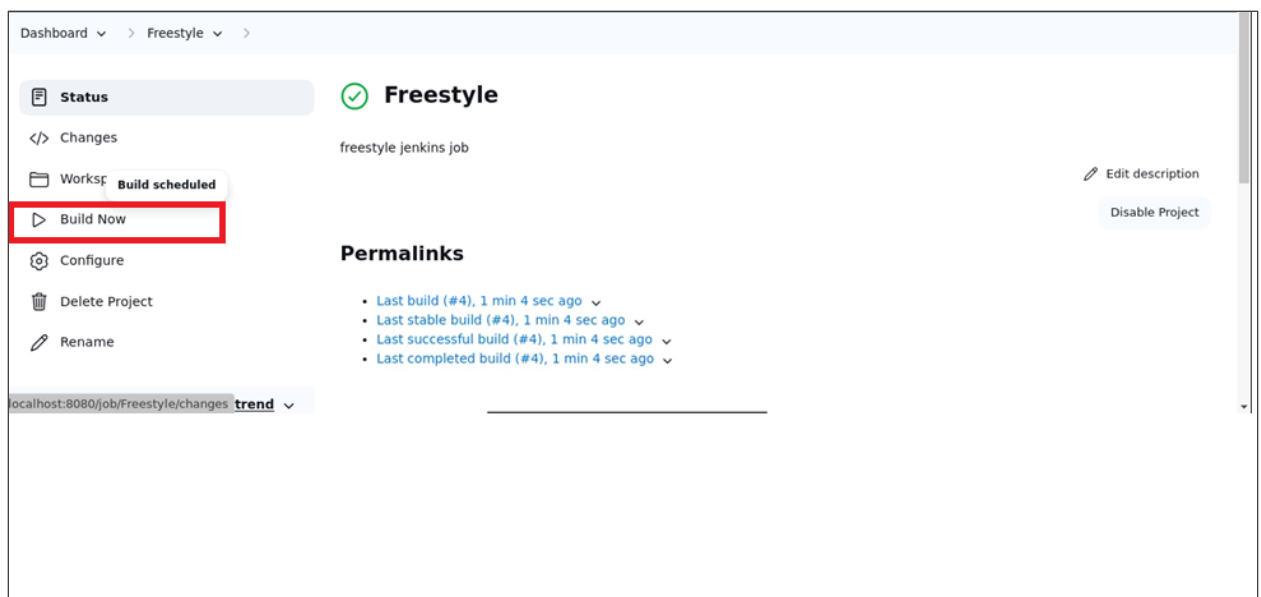 Dashboard > Freestyle >
Status
Changes
Worksp
Build scheduled
Build Now
Configure
Delete Project
Rename
localhost:8080/job/Freestyle/changes trend
Freestyle
freestyle jenkins job
Edit description
Disable Project
Permalinks
• Last build (#4), 1 min 4 sec ago
• Last stable build (#4), 1 min 4 sec ago
• Last successful build (#4), 1 min 4 sec ago
• Last completed build (#4), 1 min 4 sec ago